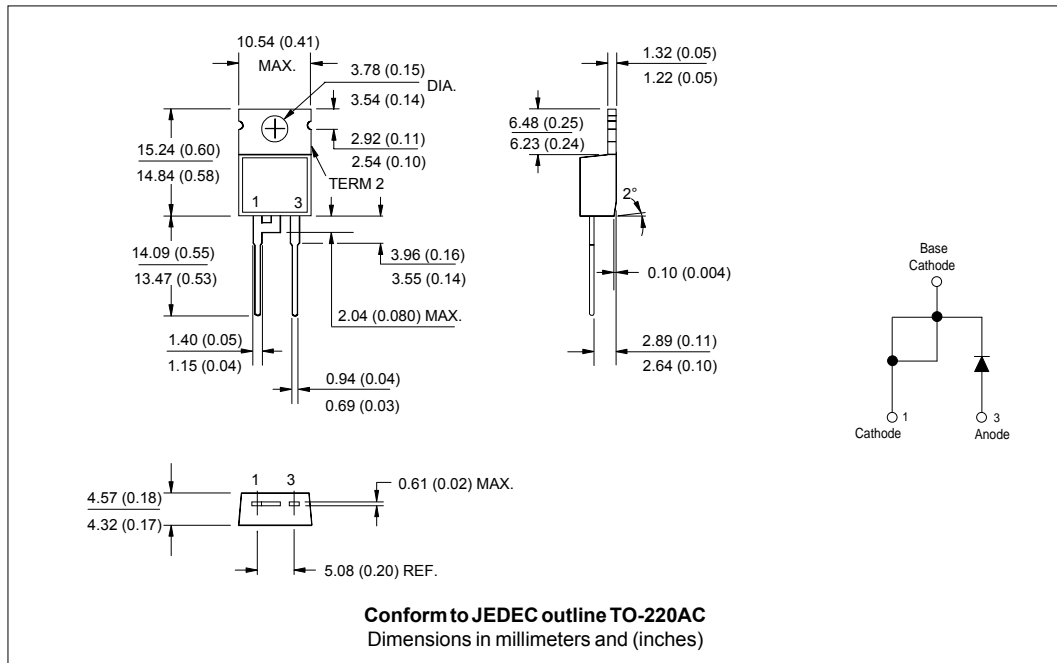 10.54 (0.41)
MAX.
3.78 (0.15)
3.54 (0.14)
DIA.
1.32 (0.05)
1.22 (0.05)
15.24 (0.60)
14.84 (0.58)
2.92 (0.11)
2.54 (0.10)
TERM 2
6.48 (0.25)
6.23 (0.24)
1
3
2°
14.09 (0.55)
13.47 (0.53)
3.96 (0.16)
3.55 (0.14)
0.10 (0.004)
2.04 (0.080) MAX.
1.40 (0.05)
1.15 (0.04)
0.94 (0.04)
0.69 (0.03)
2.89 (0.11)
2.64 (0.10)
Base
Cathode
1
Cathode
3
Anode
4.57 (0.18)
4.32 (0.17)
1
3
0.61 (0.02) MAX.
5.08 (0.20) REF.
Conform to JEDEC outline TO-220AC
Dimensions in millimeters and (inches)